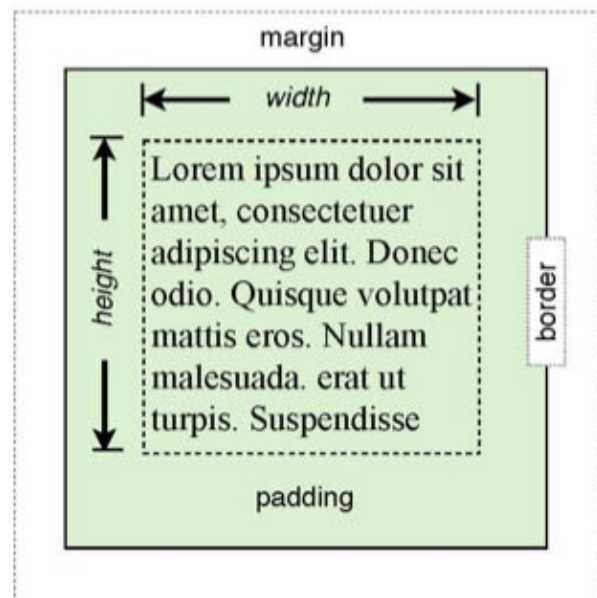 margin
width
height
Lorem ipsum dolor sit
amet, consectetuer
adipiscing elit. Donec
odio. Quisque volutpat
mattis eros. Nullam
malesuada. erat ut
turpis. Suspendisse
border
padding